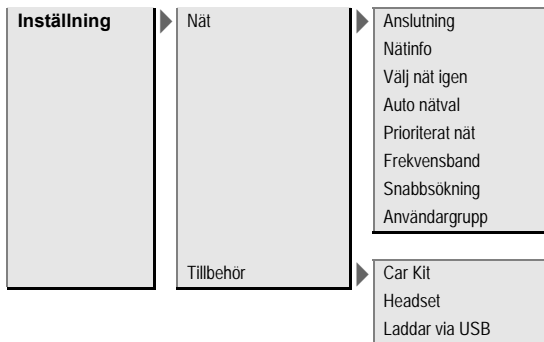 Inställning
Nät
Anslutning
Nätinfo
Välj nät igen
Auto nätval
Prioriterat nät
Frekvensband
Snabbsökning
Användargrupp
Tillbehör
Car Kit
Headset
Laddar via USB